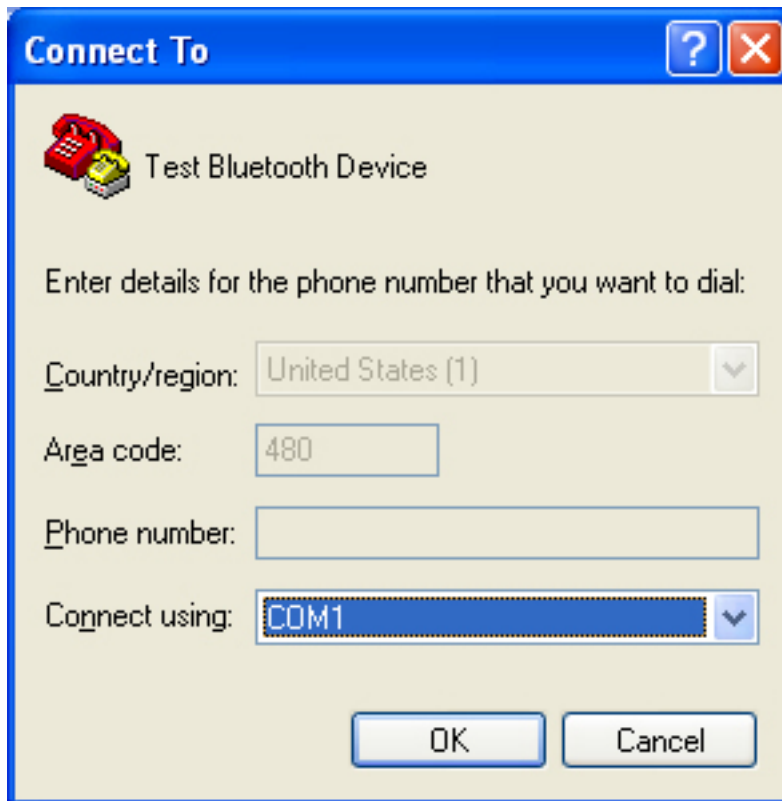 Connect To
Test Bluetooth Device
Enter details for the phone number that you want to dial:
Country/region: United States (1)
Area code: 480
Phone number:
Connect using: COM1
OK Cancel